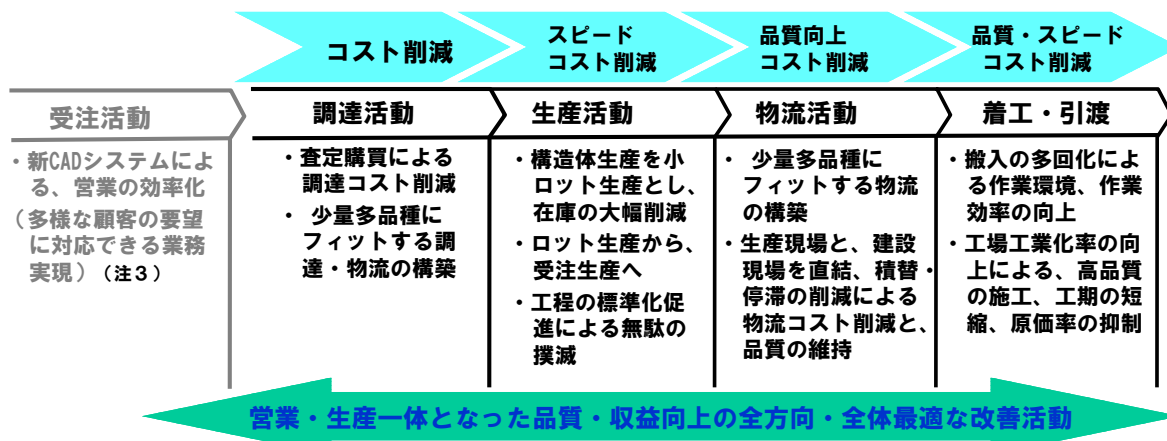 コスト削減
スピード
コスト削減
品質向上
コスト削減
品質・スピード
コスト削減
受注活動
調達活動
生産活動
物流活動
着工・引渡
・新CADシステムによ
る、営業の効率化
（多様な顧客の要望
に対応できる業務
実現）（注３）
・査定購買による
調達コスト削減
・少量多品種に
フィットする調
達・物流の構築
・構造体生産を小
ロット生産とし、
在庫の大幅削減
・ロット生産から、
受注生産へ
・工程の標準化促
進による無駄の
撲滅
・少量多品種に
フィットする物流
の構築
・生産現場と、建設
現場を直結、積替・
停滞の削減による
物流コスト削減と、
品質の維持
・搬入の多回化によ
る作業環境、作業
効率の向上
・工場工業化率の向
上による、高品質
の施工、工期の短
縮、原価率の抑制
営業・生産一体となった品質・収益向上の全方向・全体最適な改善活動